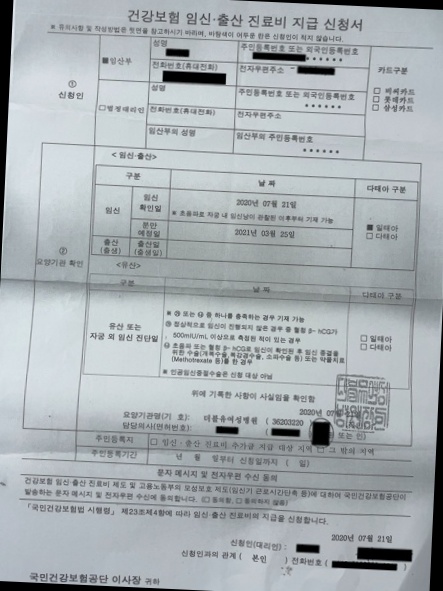 건강보험 임신·출산 진료비 지급 신청서
※ 유의사항 및 작성방법은 뒷면을 참고하시기 바라며, 바탕색이 어두운 란은 신청인이 적지 않습니다.
① 신청인
■임산부
성명
주민등록번호 또는 외국인등록번호
전화번호(휴대전화)
전자우편주소
카드구분
□ 비씨카드
□ 롯데카드
□ 삼성카드
□법정대리인
성명
주민등록번호 또는 외국인등록번호
전화번호(휴대전화)
전자우편주소
임산부의 성명
임산부의 주민등록번호
② 요양기관 확인
<임신·출산>
구분
날 짜
다태아 구분
임신
임신 확인일
2020년 07월 21일
※ 초음파로 자궁 내 임신낭이 관찰된 이후부터 기재 가능
분만 예정일
2021년 03월 25일
■ 일태아
□ 다태아
출산 (출생)
출산일 (출생일)
<유산>
구분
날 짜
다태아 구분
유산 또는 자궁 외 임신 진단일
※ ㉮ 또는 ㉯ 중 하나를 충족하는 경우 기재 가능
㉮ 정상적으로 임신이 진행되지 않은 경우 중 혈청 β- hCG가
500mIU/mL 이상으로 측정된 적이 있는 경우
㉯ 초음파 또는 혈청 β- hCG로 임신이 확인된 후 임신 종결을
위한 수술(개복수술, 복강경수술, 소파수술 등) 또는 약물치료
(Methotrexate 등)를 한 경우
※ 인공임신중절수술은 신청 대상 아님
□ 일태아
□ 다태아
위에 기록한 사항이 사실임을 확인함
2020년 07월
요양기관명(기 호): 더블유여성병원 (36203220
담당의사(면허번호):
또는 인)
주민등록지
□ 임신·출산 진료비 추가금 지급 대상 지역 □ 그 밖의 지역
주민등록기간
년 월 일부터 신청일까지 ( 일)
문자 메시지 및 전자우편 수신 동의
건강보험 임신·출산 진료비 제도 및 고용노동부의 모성보호 제도(임신기 근로시간단축 등)에 대하여 국민건강보험공단이
발송하는 문자 메시지 및 전자우편 수신에 동의합니다. (□동의함, □동의하지 않음)
「국민건강보험법 시행령」 제23조제4항에 따라 임신·출산 진료비의 지급을 신청합니다.
2020년 07월 21일
신청인(대리인):
신청인과의 관계 ( 본인 ) 전화번호 (
국민건강보험공단 이사장 귀하